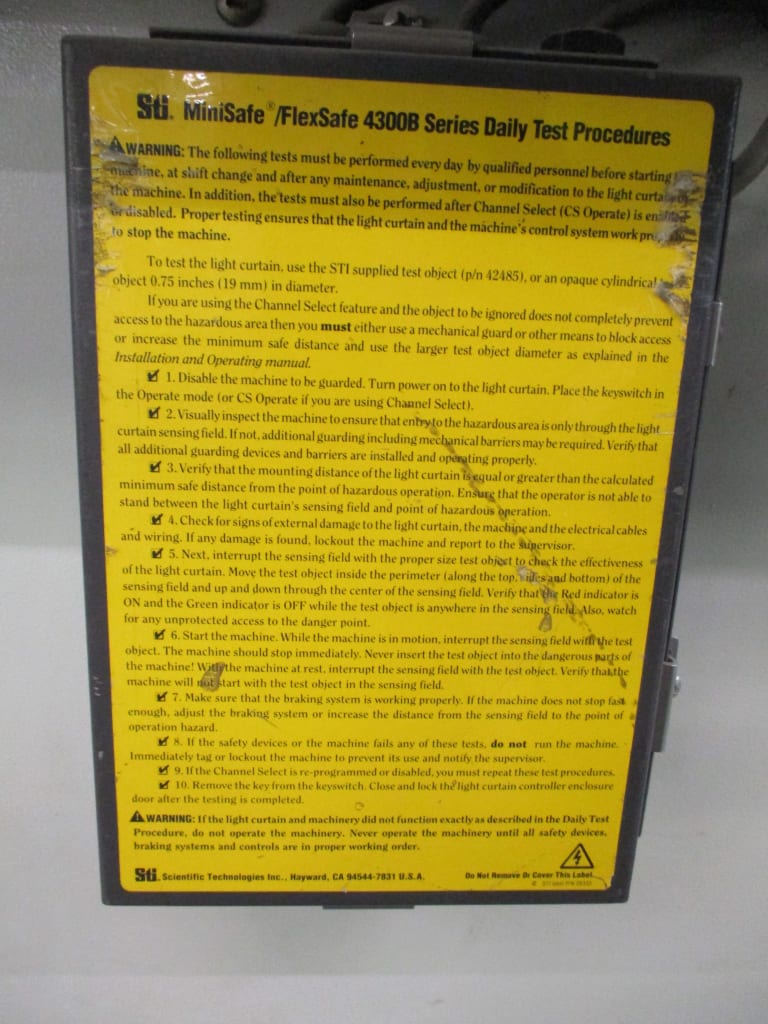 STI. MiniSafe®/FlexSafe 4300B Series Daily Test Procedures
WARNING: The following tests must be performed every day by qualified personnel before starting
machine, at shift change and after any maintenance, adjustment, or modification to the light curtain
the machine. In addition, the tests must also be performed after Channel Select (CS Operate) is
or disabled. Proper testing ensures that the light curtain and the machine's control system work
to stop the machine.
To test the light curtain, use the STI supplied test object (p/n 42485), or an opaque cylindrical
object 0.75 inches (19 mm) in diameter.
If you are using the Channel Select feature and the object to be ignored does not completely prevent
access to the hazardous area then you must either use a mechanical guard or other means to block access
or increase the minimum safe distance and use the larger test object diameter as explained in the
Installation and Operating manual.
1. Disable the machine to be guarded. Turn power on to the light curtain. Place the keyswitch in
the Operate mode (or CS Operate if you are using Channel Select).
2. Visually inspect the machine to ensure that entry to the hazardous area is only through the light
curtain sensing field. If not, additional guarding including mechanical barriers may be required. Verify that
all additional guarding devices and barriers are installed and operating properly.
3. Verify that the mounting distance of the light curtain is equal or greater than the calculated
minimum safe distance from the point of hazardous operation. Ensure that the operator is not able to
stand between the light curtain's sensing field and point of hazardous operation.
4. Check for signs of external damage to the light curtain, the machine and the electrical cables
and wiring. If any damage is found, lockout the machine and report to the supervisor.
5. Next, interrupt the sensing field with the proper size test object to check the effectiveness
of the light curtain. Move the test object inside the perimeter (along the top, sides and bottom) of the
sensing field and up and down through the center of the sensing field. Verify that the Red indicator is
ON and the Green indicator is OFF while the test object is anywhere in the sensing field. Also, watch
for any unprotected access to the danger point.
6. Start the machine. While the machine is in motion, interrupt the sensing field with the test
object. The machine should stop immediately. Never insert the test object into the dangerous parts of
the machine! With the machine at rest, interrupt the sensing field with the test object. Verify that the
machine will not start with the test object in the sensing field.
7. Make sure that the braking system is working properly. If the machine does not stop fast
enough, adjust the braking system or increase the distance from the sensing field to the point of
operation hazard.
8. If the safety devices or the machine fails any of these tests, do not run the machine.
Immediately tag or lockout the machine to prevent its use and notify the supervisor.
9. If the Channel Select is re-programmed or disabled, you must repeat these test procedures.
10. Remove the key from the keyswitch. Close and lock the light curtain controller enclosure
door after the testing is completed.
WARNING: If the light curtain and machinery did not function exactly as described in the Daily Test
Procedure, do not operate the machinery. Never operate the machinery until all safety devices,
braking systems and controls are in proper working order.
STI. Scientific Technologies Inc., Hayward, CA 94544-7831 U.S.A.
Do Not Remove Or Cover This Label